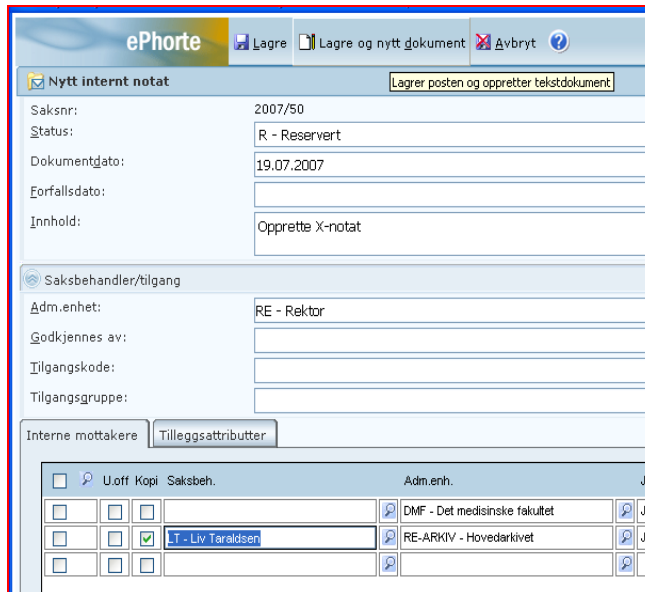 ePhorte Lagre Lagre og nytt dokument Avbryt ?
Nytt internt notat Lagrer posten og oppretter tekstdokument
Saksnr: 2007/50
Status: R - Reservert
Dokumentdato: 19.07.2007
Forfallsdato:
Innhold: Opprette X-notat
Saksbehandler/tilgang
Adm.enhet: RE - Rektor
Godkjennes av:
Tilgangskode:
Tilgangsgruppe:
Interne mottakere Tilleggsattributter
U.off Kopi Saksbeh. Adm.enh. J
DMF - Det medisinske fakultet J
LT - Liv Taraldsen RE-ARKIV - Hovedarkivet J